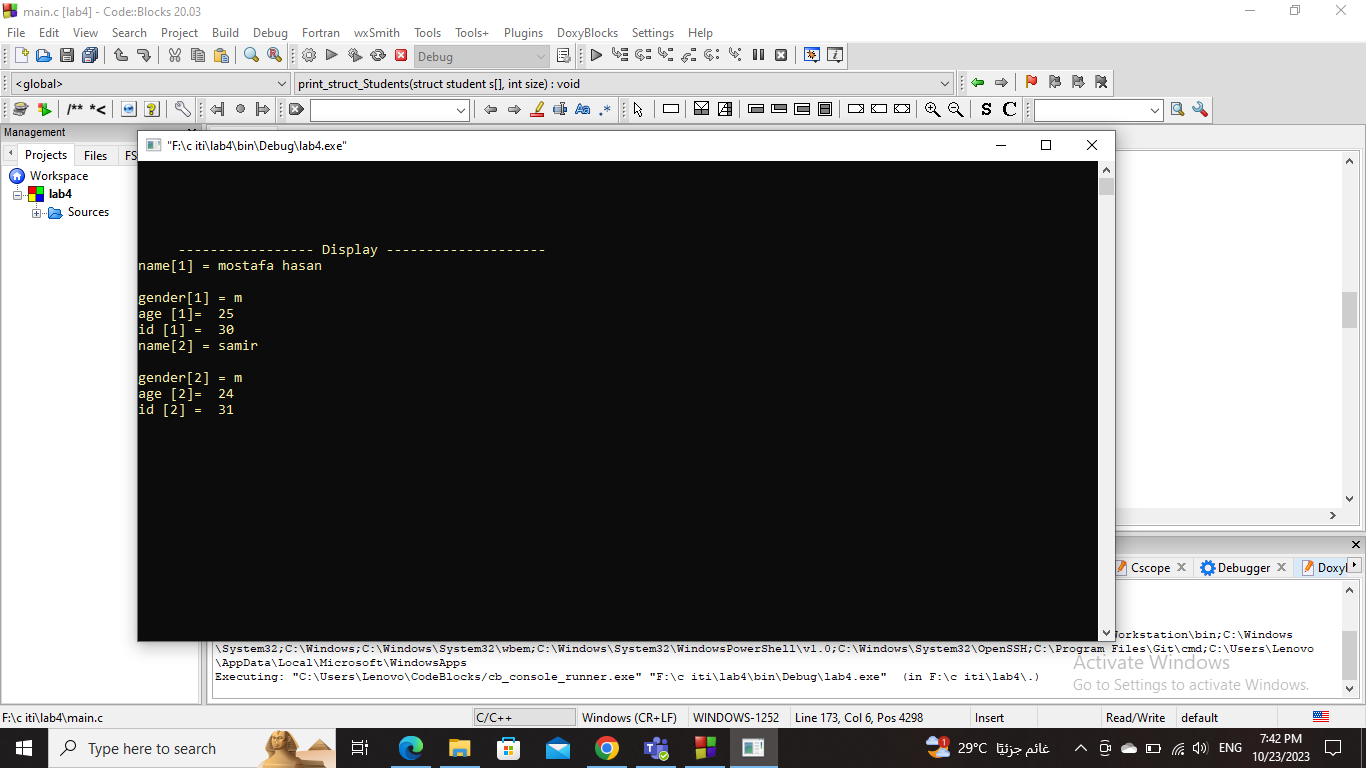 main.c [lab4] - Code::Blocks 20.03
File Edit View Search Project Build Debug Fortran wxSmith Tools Tools+ Plugins DoxyBlocks Settings Help
Debug
<global>
print_struct_Students(struct student s[], int size) : void
/** *< Aa .* S C
Management
Projects Files FS
Workspace
lab4
Sources
"F:\c iti\lab4\bin\Debug\lab4.exe"
----------------- Display --------------------
name[1] = mostafa hasan
gender[1] = m
age [1]=  25
id [1] =  30
name[2] = samir
gender[2] = m
age [2]=  24
id [2] =  31
Cscope Debugger Doxyl
Workstation\bin;C:\Windows
\System32;C:\Windows;C:\Windows\System32\wbem;C:\Windows\System32\WindowsPowerShell\v1.0;C:\Windows\System32\OpenSSH;C:\Program Files\Git\cmd;C:\Users\Lenovo
\AppData\Local\Microsoft\WindowsApps
Executing: "C:\Users\Lenovo\CodeBlocks/cb_console_runner.exe" "F:\c iti\lab4\bin\Debug\lab4.exe"  (in F:\c iti\lab4\.)
Activate Windows
Go to Settings to activate Windows.
F:\c iti\lab4\main.c C/C++ Windows (CR+LF) WINDOWS-1252 Line 173, Col 6, Pos 4298 Insert Read/Write default
Type here to search
1 29°C غائم جزئيًا ENG 7:42 PM
10/23/2023